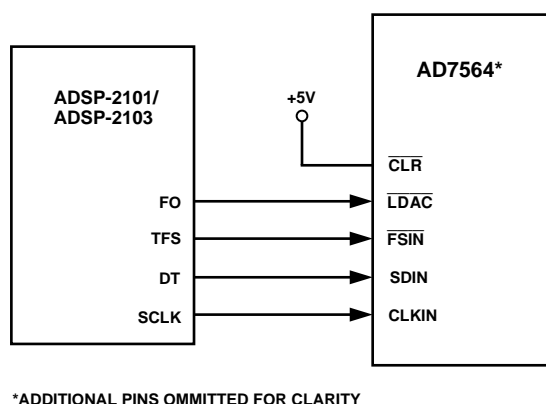 ADSP-2101/
ADSP-2103
AD7564*
+5V
CLR
FO
LDAC
TFS
FSIN
DT
SDIN
SCLK
CLKIN
*ADDITIONAL PINS OMMITTED FOR CLARITY